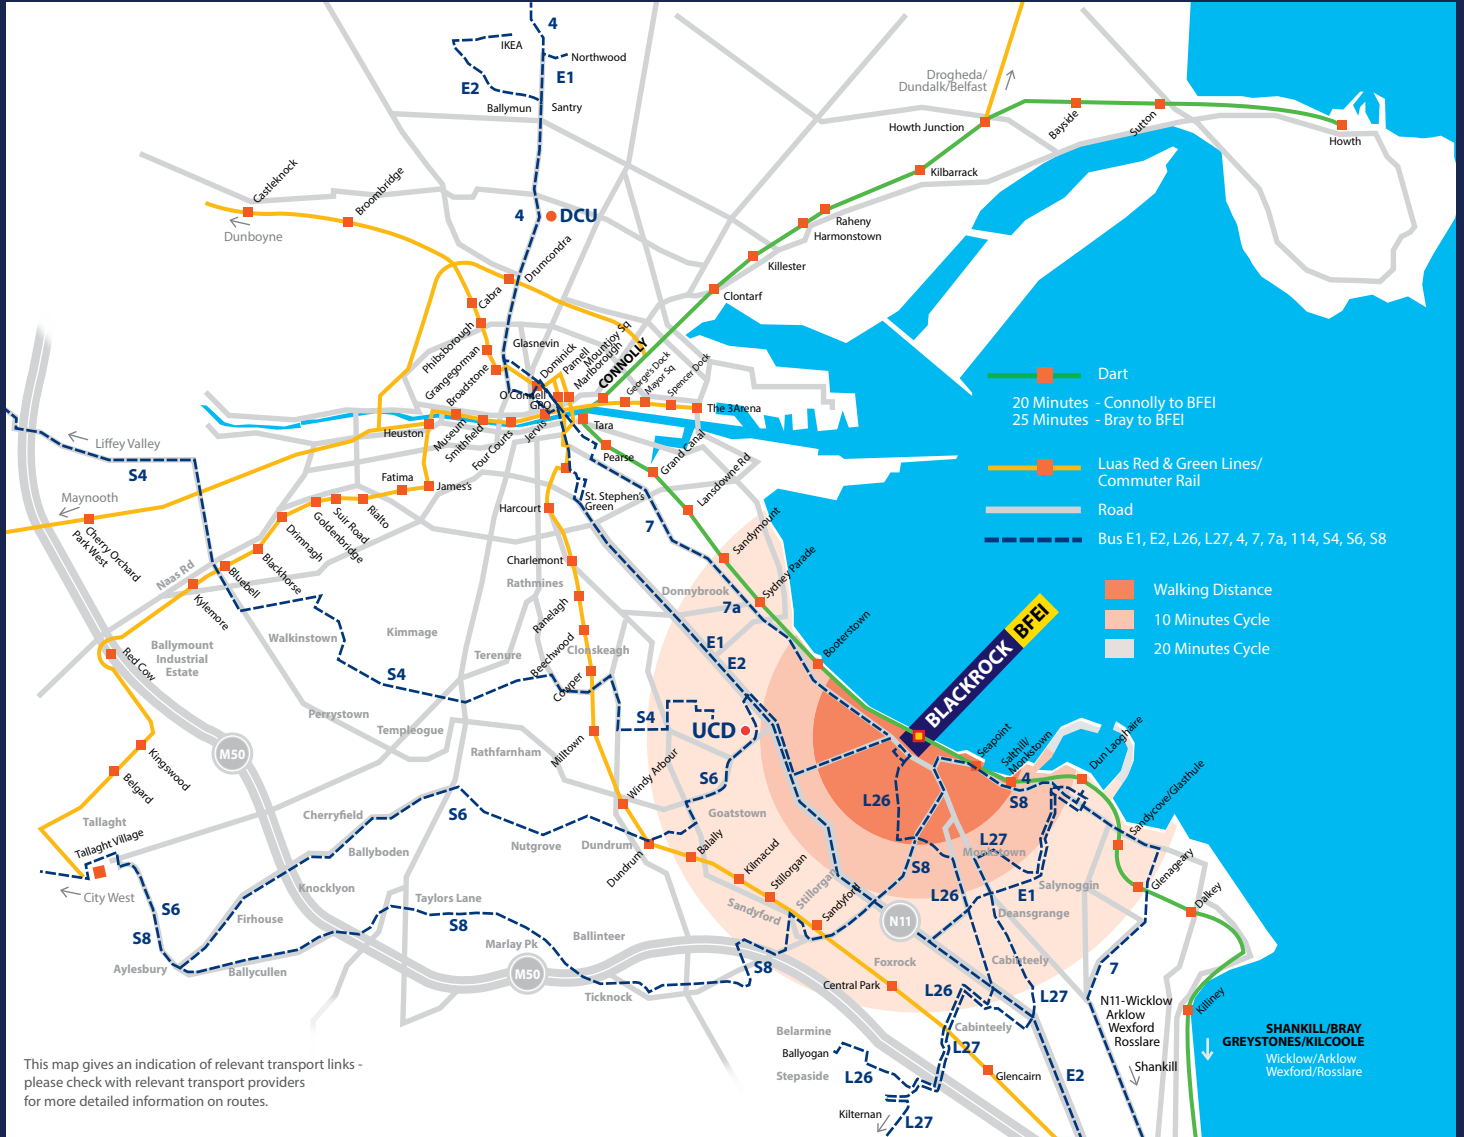 4
IKEA
Northwood
E2
E1
Ballymun
Santry
Drogheda/
Dundalk/Belfast
Howth Junction
Bayside
Sutton
Howth
Kilbarrack
Castleknock
Broombridge
Dunboyne
4
DCU
Raheny
Harmonstown
Drumcondra
Killester
Clontarf
Cabra
Phibsborough
Glasnevin
Grangegorman
Broadstone
Dominick
Parnell
Mountjoy Sq
Marlborough
CONNOLLY
George's Dock
Mayor Sq
Spencer Dock
O'Connell
GPO
The 3Arena
Heuston
Museum
Smithfield
Four Courts
Jervis
Tara
Pearse
Grand Canal
Lansdowne Rd
Dart
20 Minutes - Connolly to BFEI
25 Minutes - Bray to BFEI
Luas Red & Green Lines/
Commuter Rail
Road
Bus E1, E2, L26, L27, 4, 7, 7a, 114, S4, S6, S8
Walking Distance
10 Minutes Cycle
20 Minutes Cycle
Liffey Valley
S4
Maynooth
Cherry Orchard
ParkWest
Fatima
James's
Rialto
Suir Road
Goldenbridge
Drimnagh
Blackhorse
Bluebell
Kylemore
Naas Rd
St. Stephen's
Green
Harcourt
7
Sandymount
Charlemont
Rathmines
Donnybrook
Sydney Parade
7a
Ranelagh
Beechwood
Clonskeagh
Cowper
E1
E2
Booterstown
BLACKROCK
BFEI
Ballymount
Industrial
Estate
Red Cow
Walkinstown
Kimmage
Terenure
S4
Perrystown
Templeogue
Rathfarnham
S4
UCD
Milltown
Windy Arbour
S6
Seapoint
Salthill/
Monkstown
Dun Laoghaire
4
S8
Sandycove/Glasthule
M50
Kingswood
Belgard
Tallaght
Tallaght Village
City West
Cherryfield
S6
Ballyboden
Nutgrove
Dundrum
Dundrum
Goatstown
Balally
Kilmacud
Stillorgan
Stillorgan
Sandyford
Sandyford
L26
L27
Monkstown
S8
L26
E1
Salynoggin
Deansgrange
Glenageary
Dalkey
Knocklyon
Firhouse
Taylors Lane
S8
S6
S8
Aylesbury
Ballycullen
Marlay Pk
Ballinteer
M50
Ticknock
S8
N11
Foxrock
Cabinteely
Central Park
L26
L27
7
Killiney
N11-Wicklow
Arklow
Wexford
Rosslare
Cabinteely
Belarmine
Ballyogan
Stepaside
L27
L26
Glencairn
E2
Shankill
Kilternan
L27
SHANKILL/BRAY
GREYSTONES/KILCOOLE
Wicklow/Arklow
Wexford/Rosslare
This map gives an indication of relevant transport links -
please check with relevant transport providers
for more detailed information on routes.